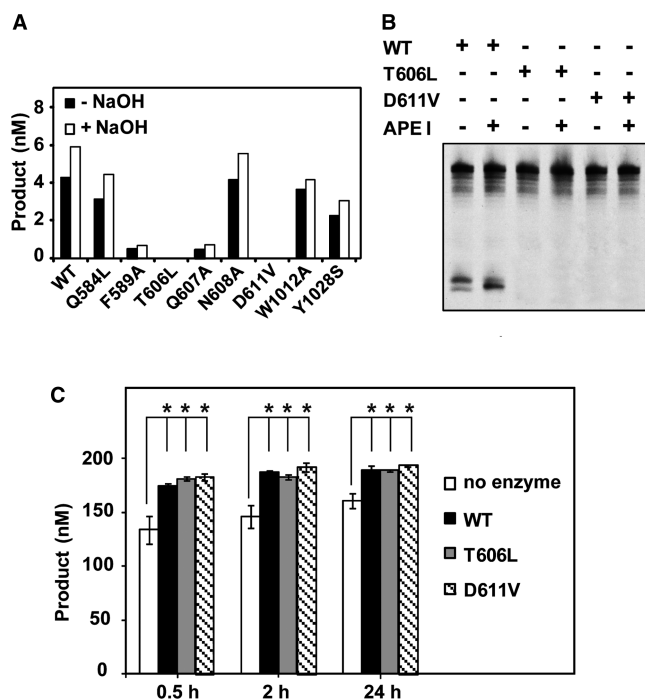 A
- NaOH
+ NaOH
Product (nM)
8
6
4
2
0
WT
Q584L
F589A
T606L
Q607A
N608A
D611V
W1012A
Y1028S
B
WT + + - - - -
T606L - - + + - -
D611V - - - - + +
APE I - + - + - +
C
* * * * * * * * *
Product (nM)
200
150
100
50
0
0.5 h
2 h
24 h
no enzyme
WT
T606L
D611V